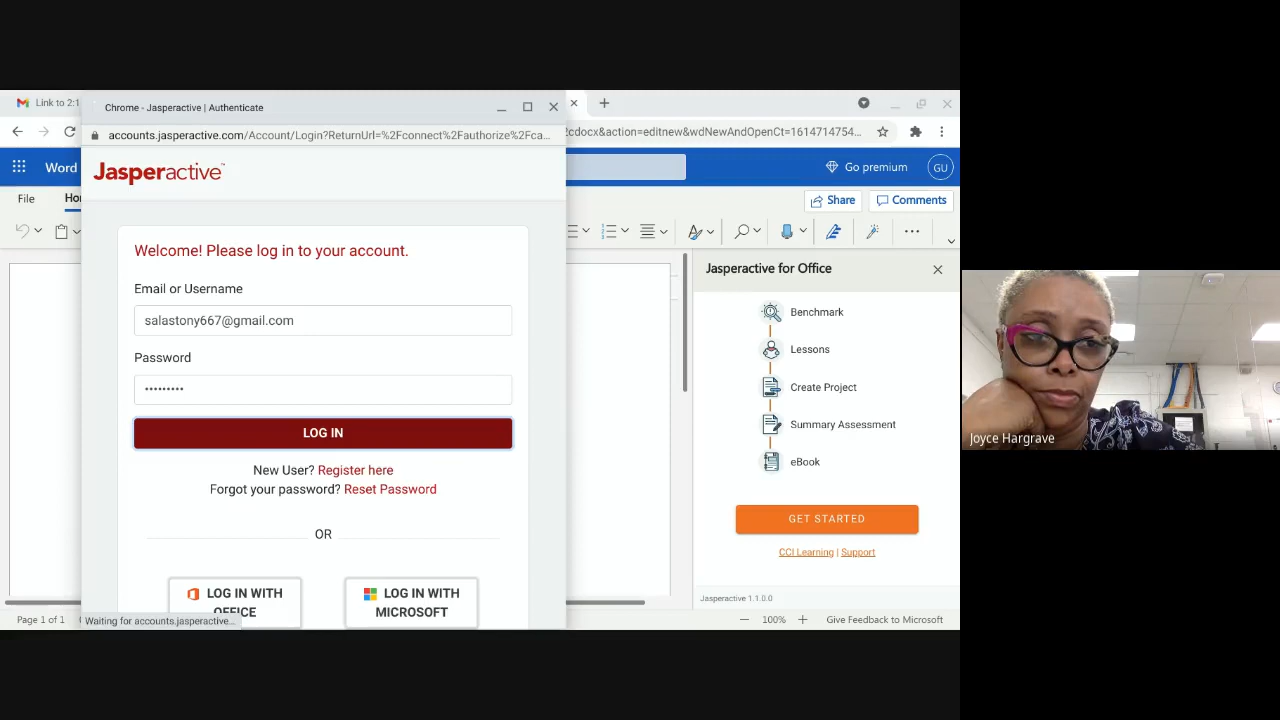 Link to 2:1
Chrome - Jasperactive | Authenticate
accounts.jasperactive.com/Account/Login?ReturnUrl=%2Fconnect%2Fauthorize%2Fca...
2cdocx&action=editnew&wdNewAndOpenCt=1614714754...
Word
Go premium
GU
Jasperactive™
File
Hor
Share
Comments
Welcome! Please log in to your account.
Email or Username
salastony667@gmail.com
Password
•••••••••
LOG IN
New User? Register here
Forgot your password? Reset Password
OR
LOG IN WITH
OFFICE
LOG IN WITH
MICROSOFT
Waiting for accounts.jasperactive...
Jasperactive for Office
Benchmark
Lessons
Create Project
Summary Assessment
eBook
GET STARTED
CCI Learning | Support
Jasperactive 1.1.0.0
Page 1 of 1
100%
Give Feedback to Microsoft
Joyce Hargrave